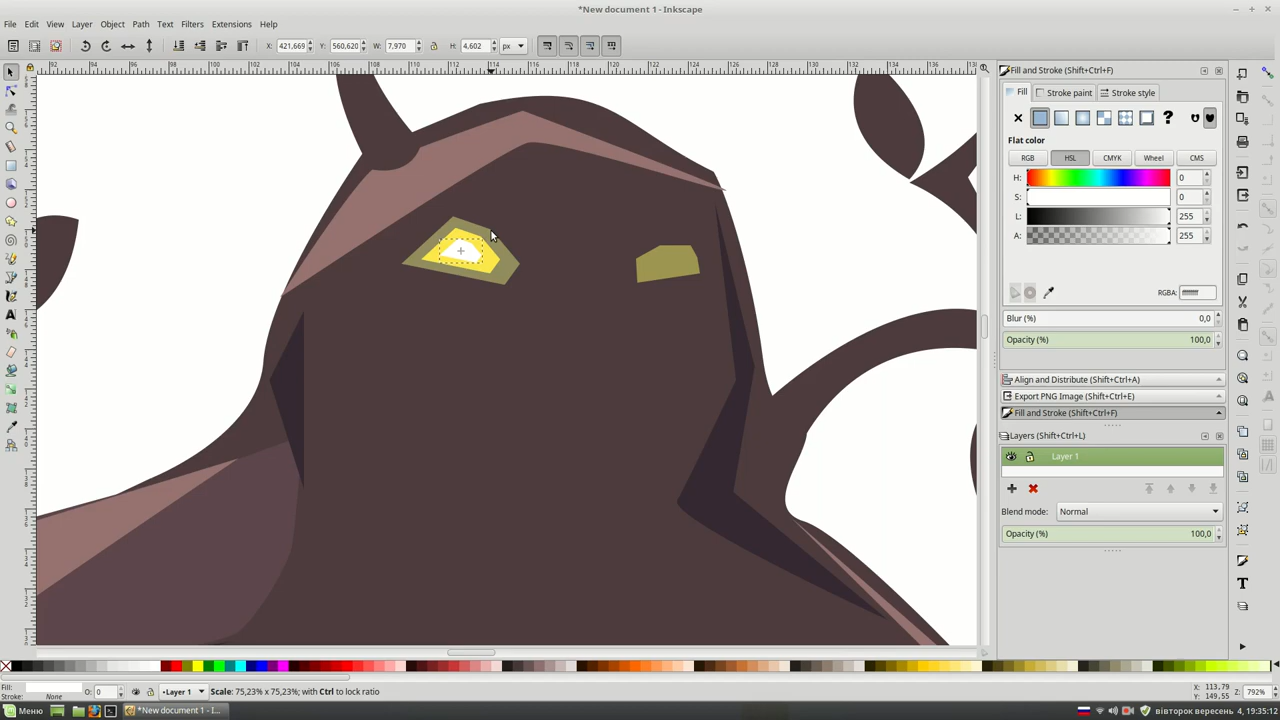 *New document 1 - Inkscape
File Edit View Layer Object Path Text Filters Extensions Help
X: 421,669 Y: 560,620 W: 7,970 H: 4,602 px
Fill and Stroke (Shift+Ctrl+F)
Fill Stroke paint Stroke style
?
Flat color
RGB HSL CMYK Wheel CMS
H: 0
S: 0
L: 255
A: 255
RGBA: ffffffff
Blur (%) 0,0
Opacity (%) 100,0
Align and Distribute (Shift+Ctrl+A)
Export PNG Image (Shift+Ctrl+E)
Fill and Stroke (Shift+Ctrl+F)
Layers (Shift+Ctrl+L)
Layer 1
Blend mode: Normal
Opacity (%) 100,0
Fill:
Stroke: None
O: 0
•Layer 1
Scale: 75,23% x 75,23%; with Ctrl to lock ratio
X: 113,79
Y: 149,55
Z: 792%
Меню
*New document 1 - I...
вівторок вересень 4, 19:35:12